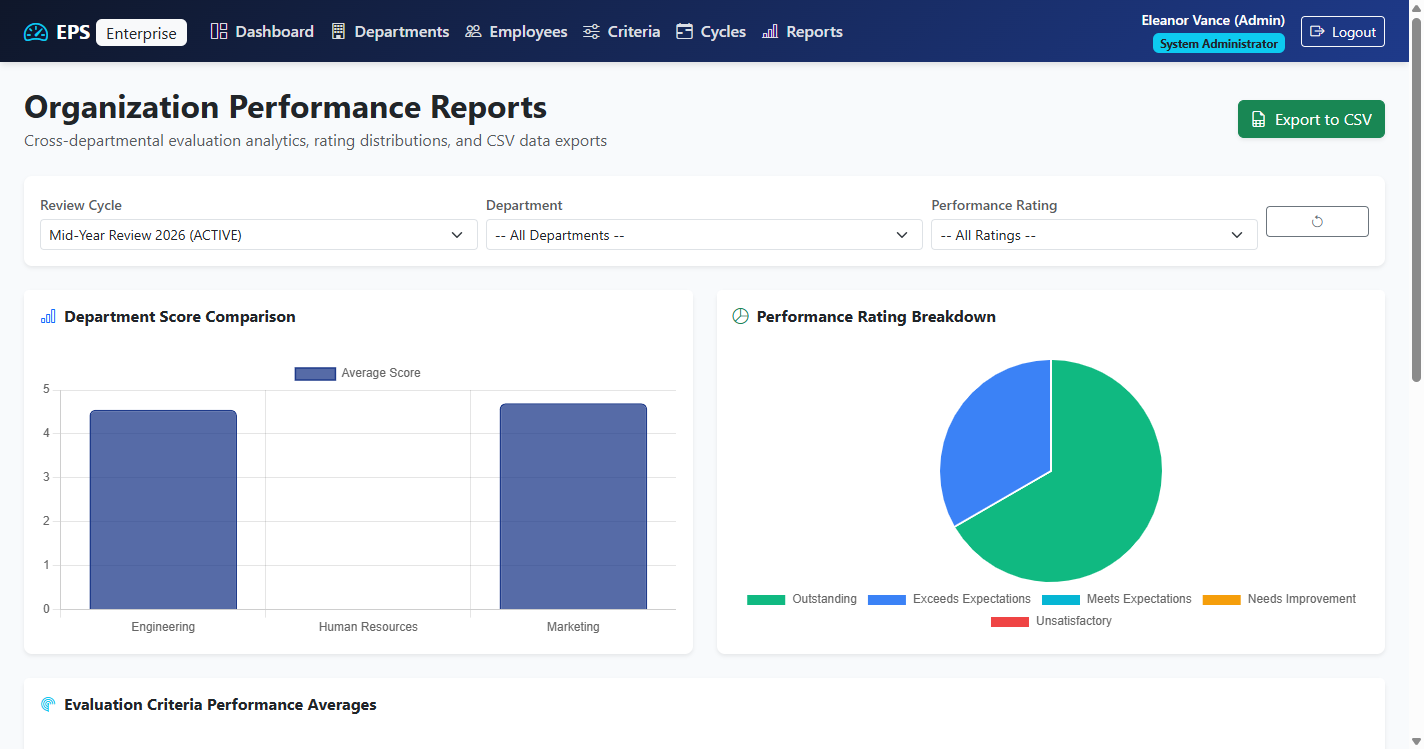 EPS Enterprise Dashboard Departments Employees Criteria Cycles Reports Eleanor Vance (Admin) Logout
System Administrator
Organization Performance Reports
Cross-departmental evaluation analytics, rating distributions, and CSV data exports
Export to CSV
Review Cycle Department Performance Rating
Mid-Year Review 2026 (ACTIVE) -- All Departments -- -- All Ratings --
Department Score Comparison
Average Score
5
4
3
2
1
0
Engineering Human Resources Marketing
Performance Rating Breakdown
Outstanding Exceeds Expectations Meets Expectations Needs Improvement
Unsatisfactory
Evaluation Criteria Performance Averages